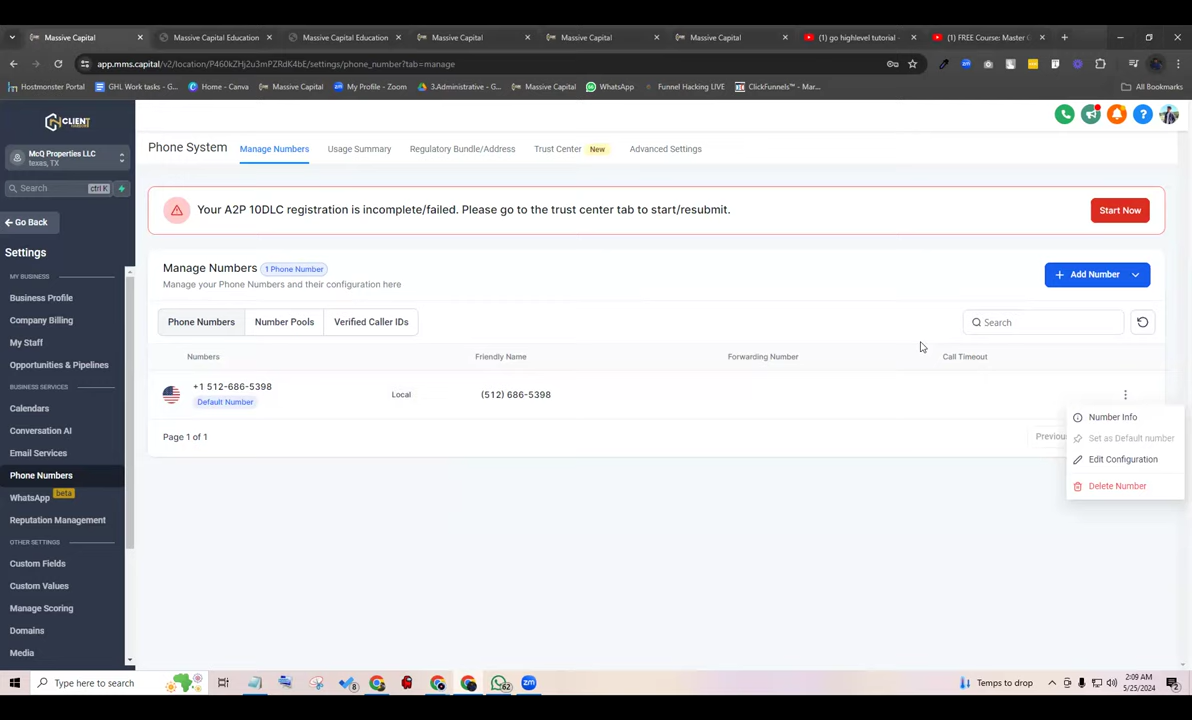 Massive Capital
Massive Capital Education
Massive Capital Education
Massive Capital
Massive Capital
Massive Capital
(1) go highlevel tutorial -
(1) FREE Course: Master
app.mms.capital/v2/location/P460kZHj2u3mPZRdK4bE/settings/phone_number?tab=manage
Hostmonster Portal
GHL Work tasks - G...
Home - Canva
Massive Capital
My Profile - Zoom
3.Administrative - G...
Massive Capital
WhatsApp
Funnel Hacking LIVE
ClickFunnels™ - Mar...
All Bookmarks
CLIENT
McQ Properties LLC
texas, TX
Search
ctrl K
Go Back
Settings
MY BUSINESS
Business Profile
Company Billing
My Staff
Opportunities & Pipelines
BUSINESS SERVICES
Calendars
Conversation AI
Email Services
Phone Numbers
WhatsApp beta
Reputation Management
OTHER SETTINGS
Custom Fields
Custom Values
Manage Scoring
Domains
Media
Phone System
Manage Numbers
Usage Summary
Regulatory Bundle/Address
Trust Center New
Advanced Settings
Your A2P 10DLC registration is incomplete/failed. Please go to the trust center tab to start/resubmit.
Start Now
Manage Numbers 1 Phone Number
Manage your Phone Numbers and their configuration here
Add Number
Phone Numbers
Number Pools
Verified Caller IDs
Search
Numbers
Friendly Name
Forwarding Number
Call Timeout
+1 512-686-5398
Default Number
Local
(512) 686-5398
Page 1 of 1
Number Info
Set as Default number
Edit Configuration
Delete Number
Type here to search
8
62
Temps to drop
2:09 AM
5/25/2024
2